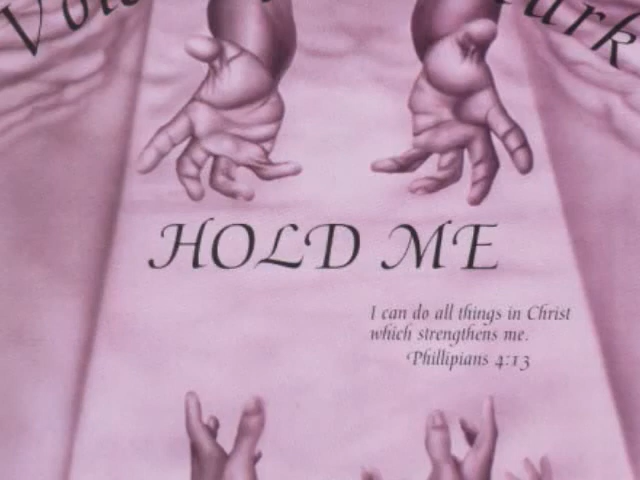 HOLD ME
I can do all things in Christ
which strengthens me.
Phillipians 4:13